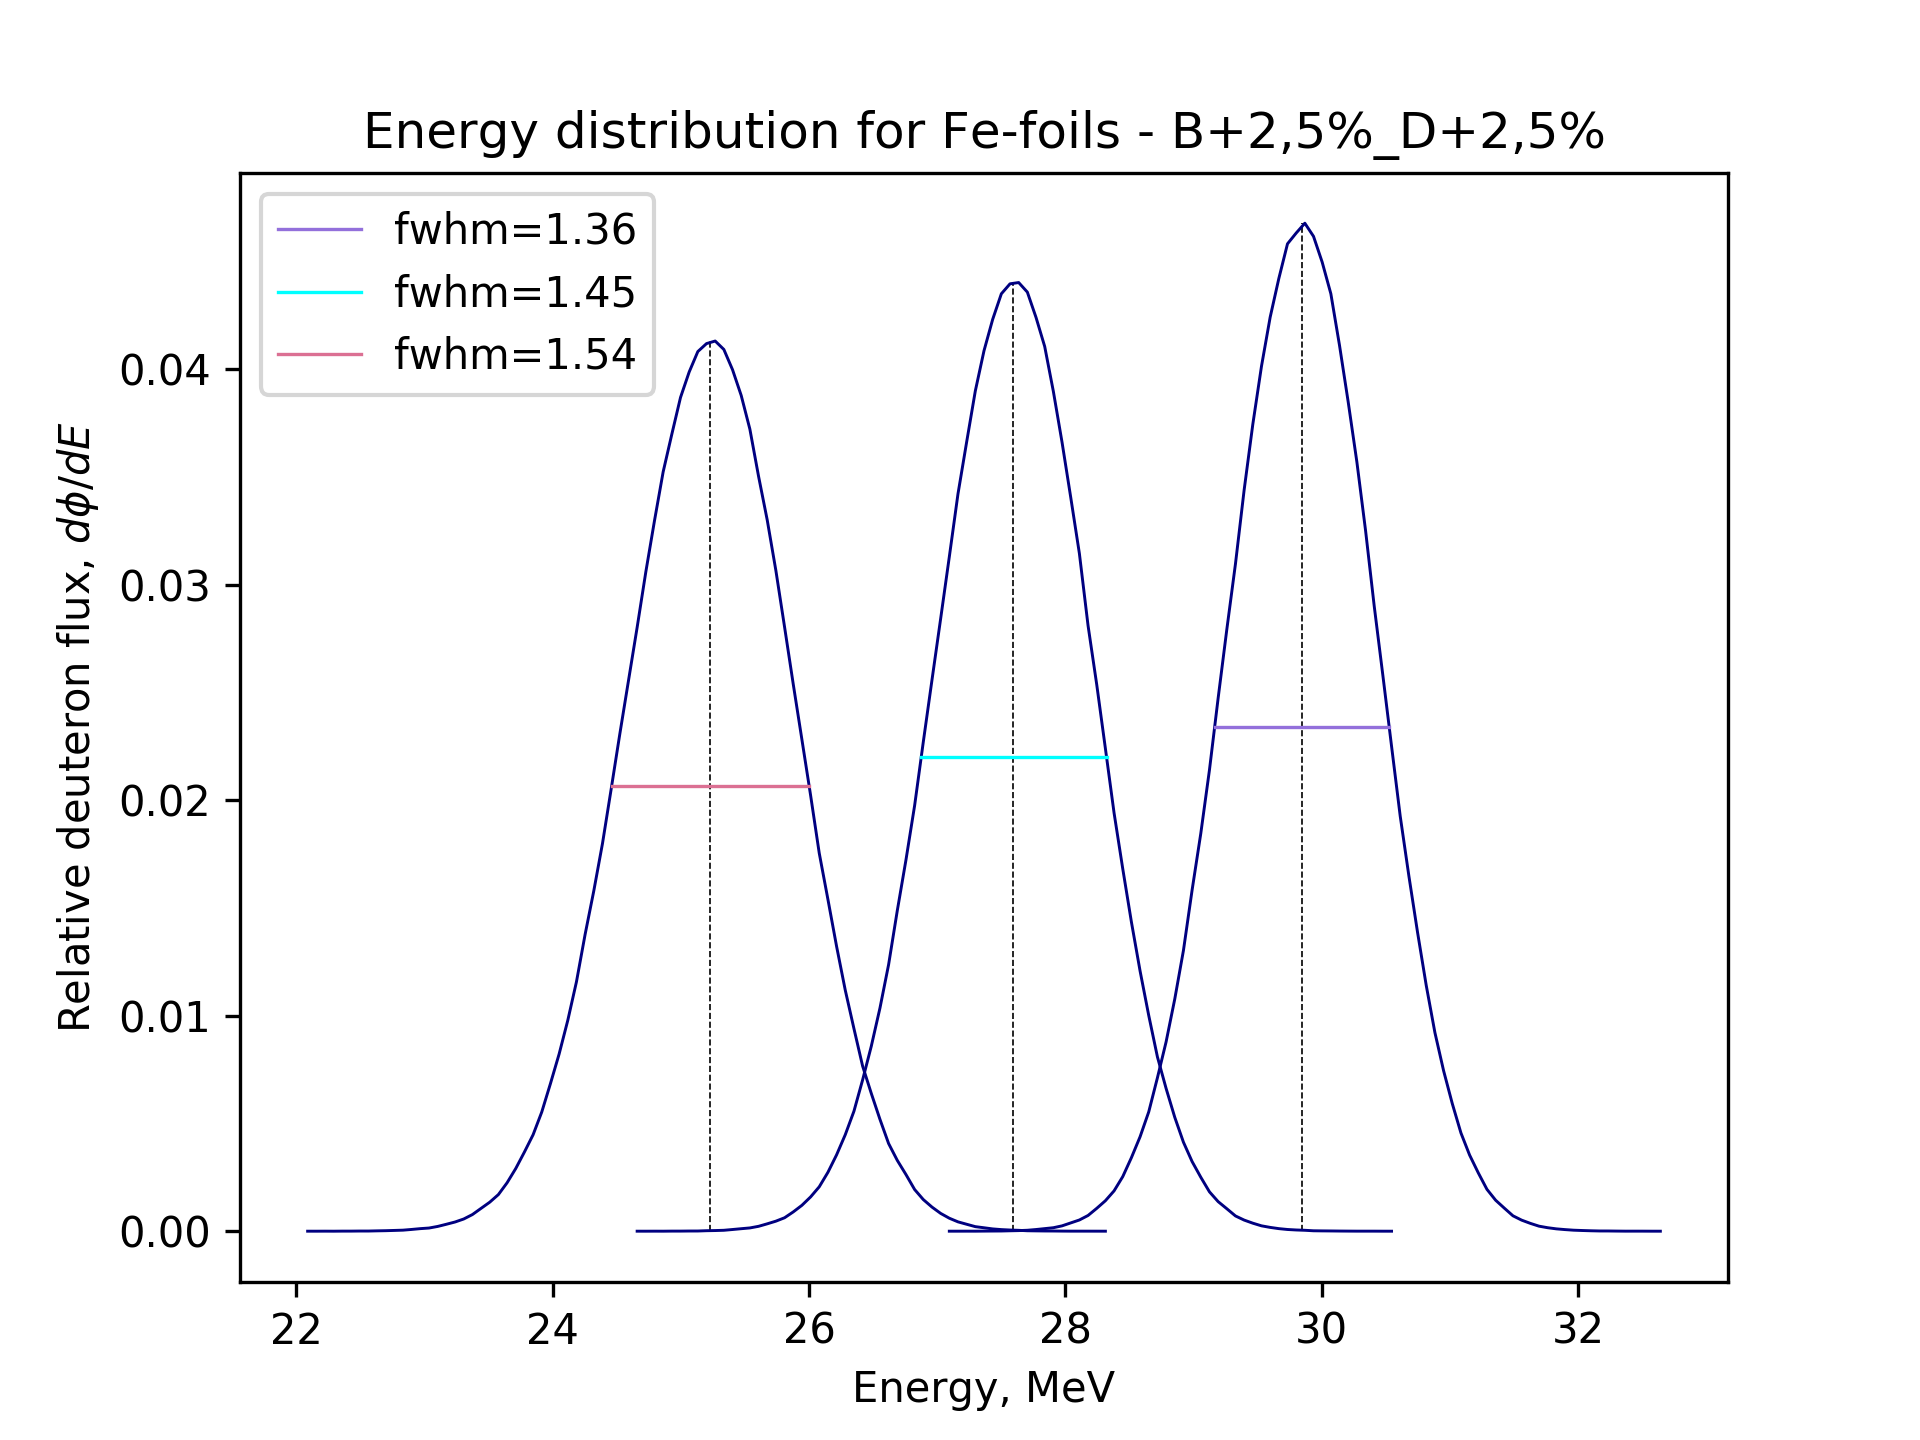 Energy distribution for Fe-foils - B+2,5%_D+2,5%
fwhm=1.36
fwhm=1.45
fwhm=1.54
Relative deuteron flux, dϕ/dE
0.04
0.03
0.02
0.01
0.00
22 24 26 28 30 32
Energy, MeV